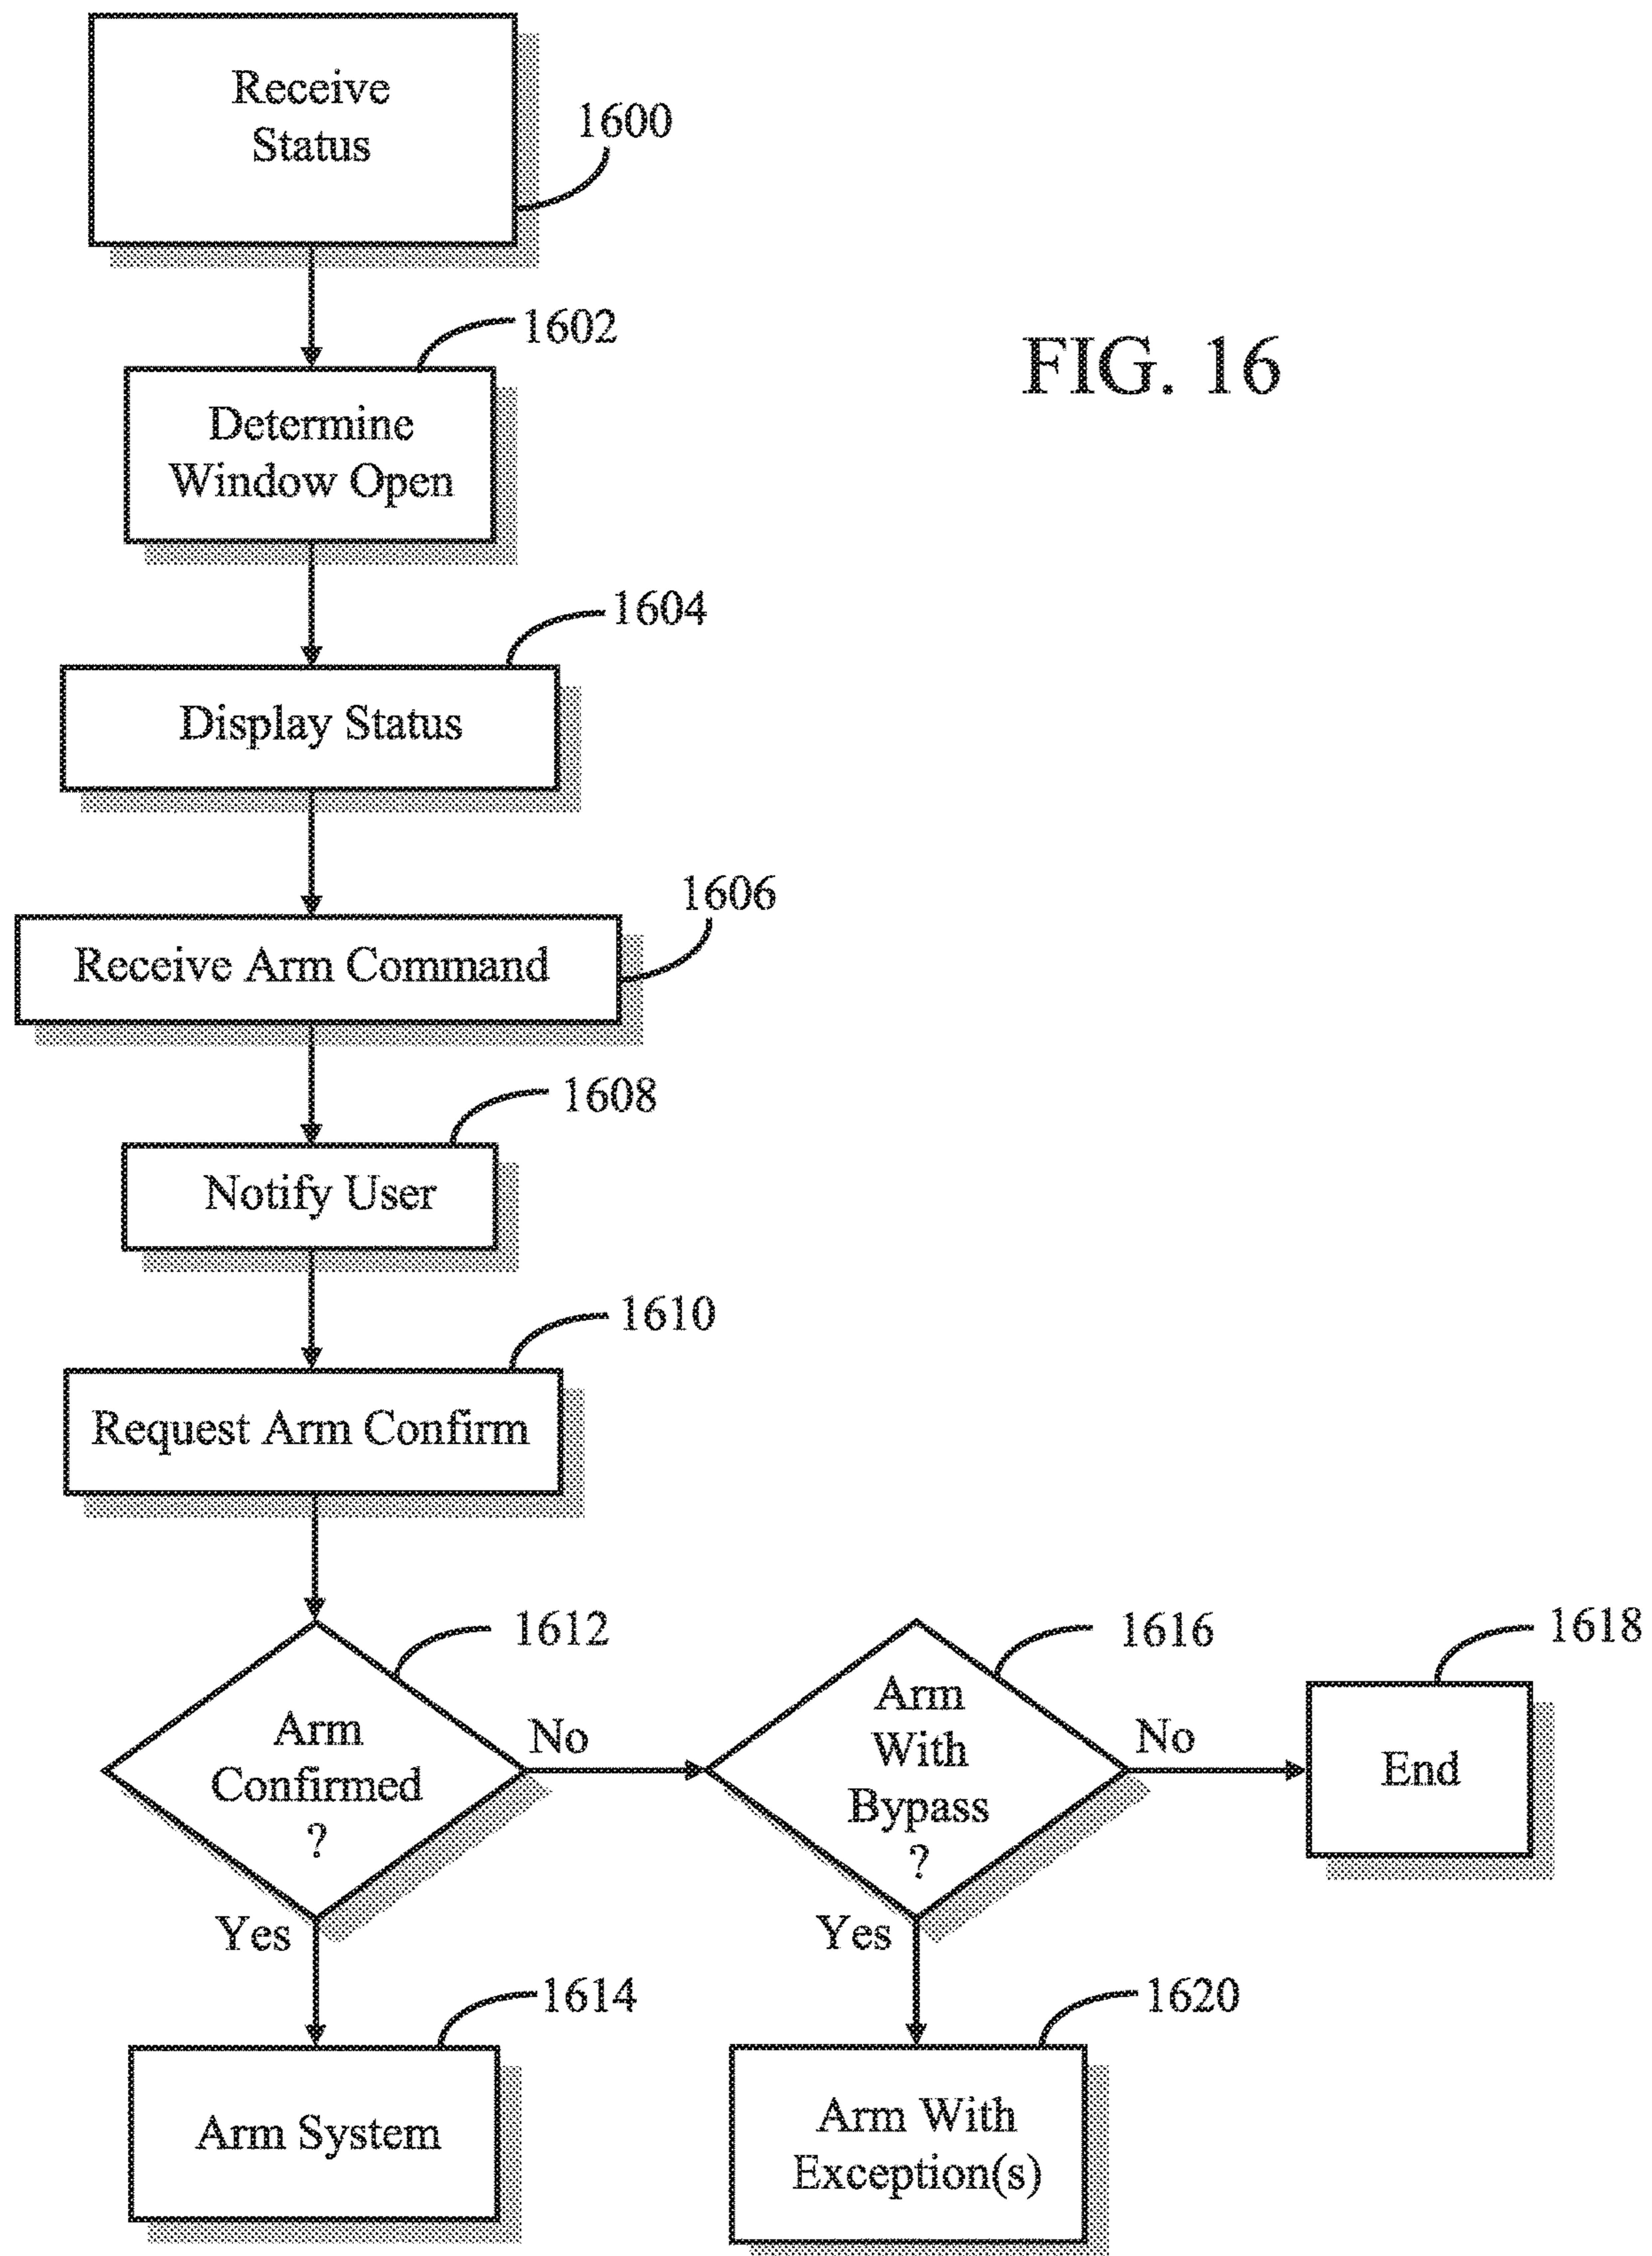 Receive
Status
1600
1602
FIG. 16
Determine
Window Open
1604
Display Status
1606
Receive Arm Command
1608
Notify User
1610
Request Arm Confirm
1612
Arm
Confirmed
?
No
Yes
1616
Arm
With
Bypass
?
No
Yes
1618
End
1614
Arm System
1620
Arm With
Exception(s)